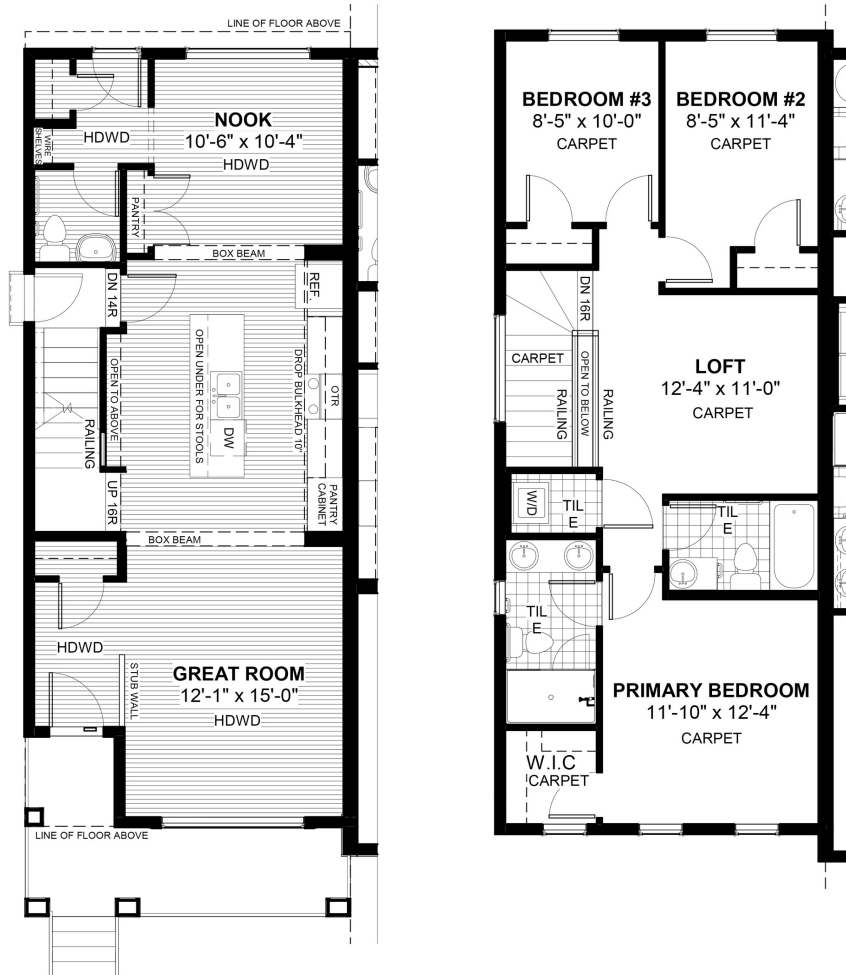 LINE OF FLOOR ABOVE
NOOK
10'-6" x 10'-4"
HDWD
HDWD
WIRE
SHELVES
PANTRY
BOX BEAM
DN 14R
REF.
OPEN TO ABOVE
OPEN UNDER FOR STOOLS
DROP BULKHEAD 10"
OTR
DW
RAILING
UP 16R
PANTRY
CABINET
BOX BEAM
HDWD
STUB WALL
GREAT ROOM
12'-1" x 15'-0"
HDWD
LINE OF FLOOR ABOVE
BEDROOM #3
8'-5" x 10'-0"
CARPET
BEDROOM #2
8'-5" x 11'-4"
CARPET
DN 16R
CARPET
OPEN TO BELOW
RAILING
RAILING
LOFT
12'-4" x 11'-0"
CARPET
W/D
TIL
E
TIL
E
TIL
E
PRIMARY BEDROOM
11'-10" x 12'-4"
CARPET
W.I.C
CARPET